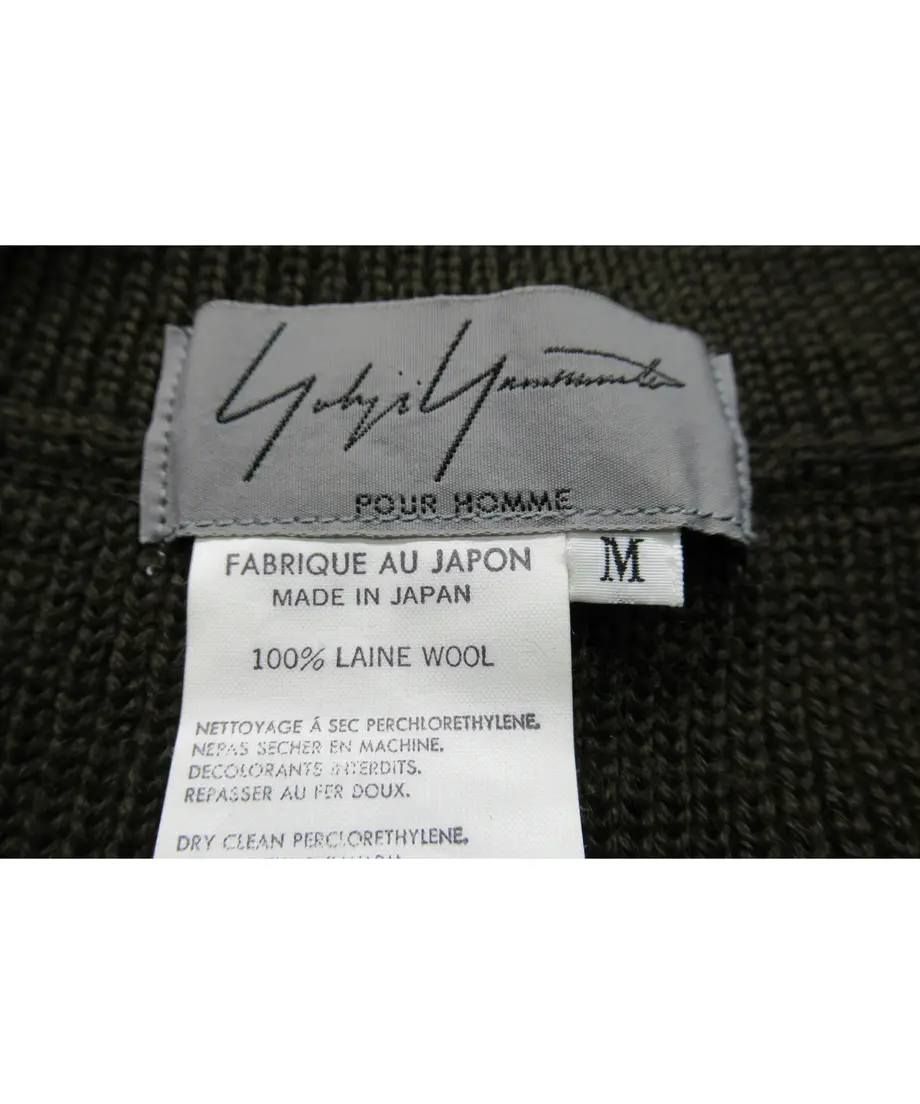 Yohji Yamamoto
POUR HOMME
M
FABRIQUE AU JAPON
MADE IN JAPAN
100% LAINE WOOL
NETTOYAGE Á SEC PERCHLORETHYLENE.
NEPAS SECHER EN MACHINE.
DECOLORANTS INTERDITS.
REPASSER AU FER DOUX.
DRY CLEAN PERCLORETHYLENE.